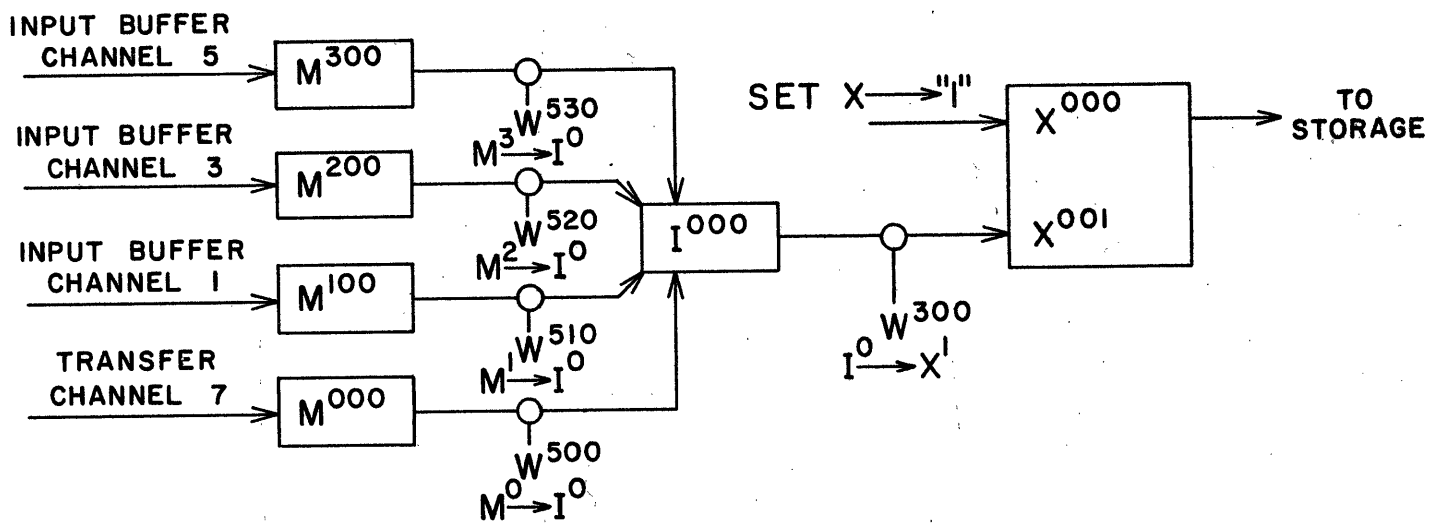 INPUT BUFFER
CHANNEL 5
M³⁰⁰
W⁵³⁰
M³→I⁰
INPUT BUFFER
CHANNEL 3
M²⁰⁰
W⁵²⁰
M²→I⁰
INPUT BUFFER
CHANNEL 1
M¹⁰⁰
W⁵¹⁰
M¹→I⁰
TRANSFER
CHANNEL 7
M⁰⁰⁰
W⁵⁰⁰
M⁰→I⁰
I⁰⁰⁰
W³⁰⁰
I⁰→X¹
SET X→"1"
X⁰⁰⁰
X⁰⁰¹
TO
STORAGE